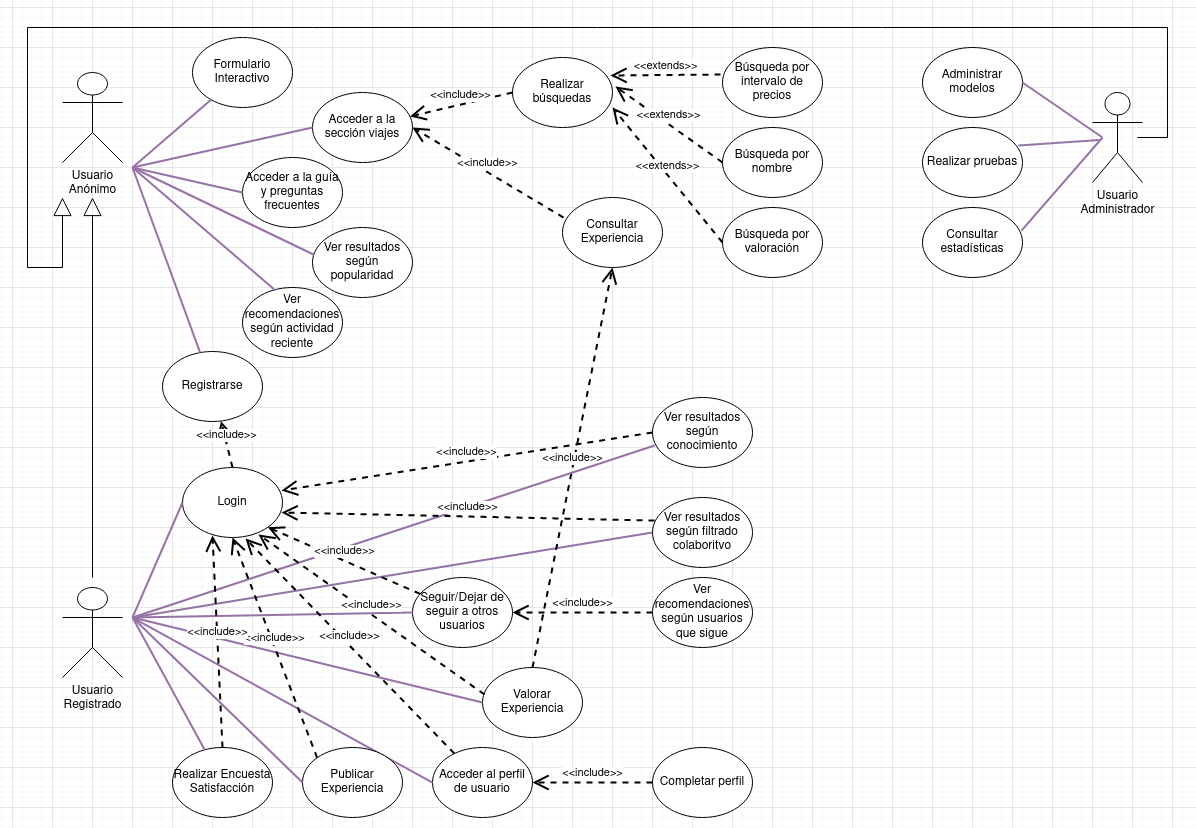 Formulario
Interactivo
Usuario
Anónimo
Acceder a la
sección viajes
Acceder a la guía
y preguntas
frecuentes
Ver resultados
según
popularidad
Ver
recomendaciones
según actividad
reciente
Registrarse
<<include>>
<<include>>
Realizar
búsquedas
Consultar
Experiencia
<<extends>>
<<extends>>
<<extends>>
Búsqueda por
intervalo de
precios
Búsqueda por
nombre
Búsqueda por
valoración
Administrar
modelos
Realizar pruebas
Consultar
estadísticas
Usuario
Administrador
<<include>>
Login
<<include>>
<<include>>
<<include>>
<<include>>
Ver resultados
según
conocimiento
Ver resultados
según filtrado
colaboritvo
Seguir/Dejar de
seguir a otros
usuarios
<<include>>
Ver
recomendaciones
según usuarios
que sigue
<<include>>
<<include>>
<<include>>
<<include>>
Usuario
Registrado
Valorar
Experiencia
Realizar Encuesta
Satisfacción
Publicar
Experiencia
Acceder al perfil
de usuario
<<include>>
Completar perfil